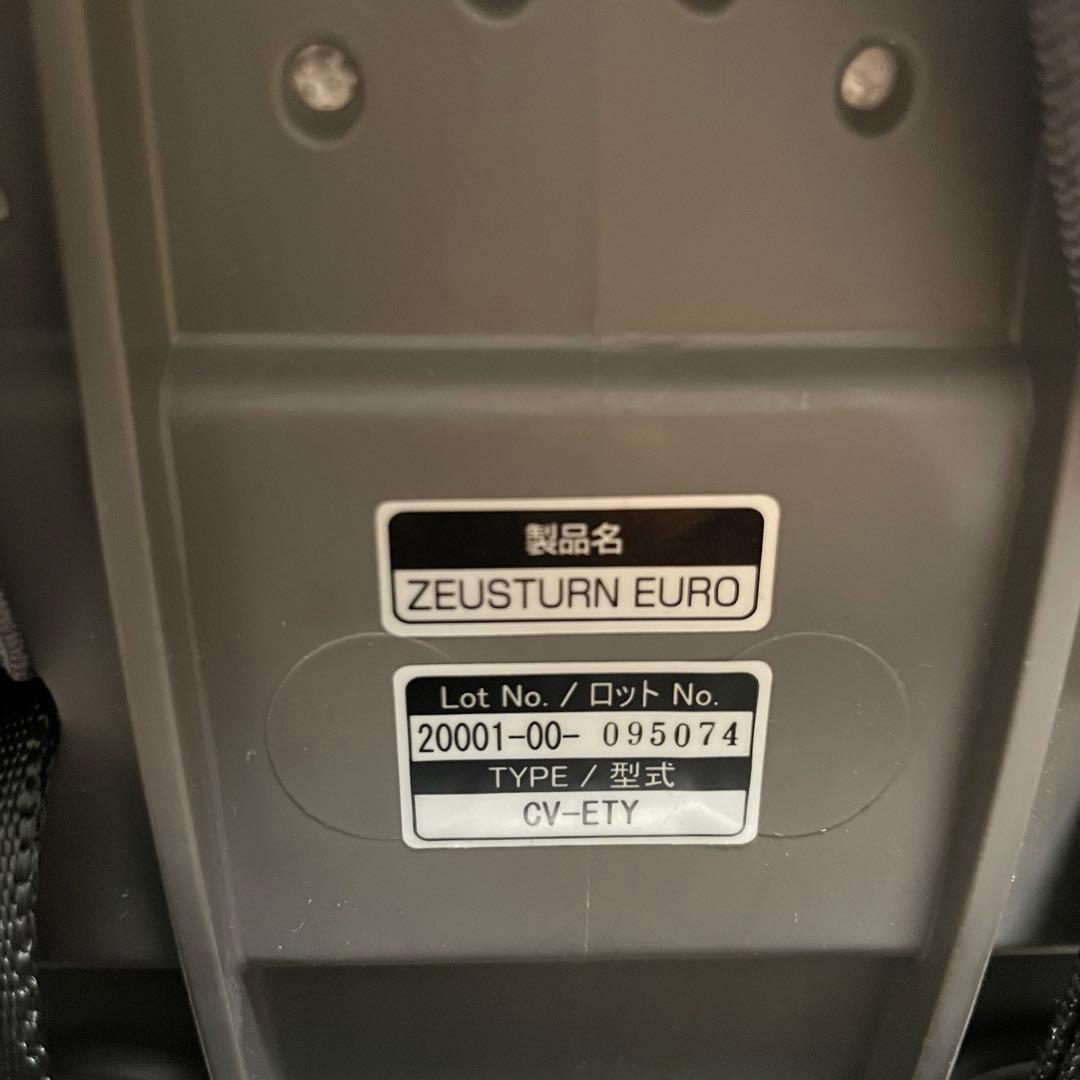 製品名
ZEUSTURN EURO
Lot No. / ロット No.
20001-00- 095074
TYPE / 型式
CV-ETY